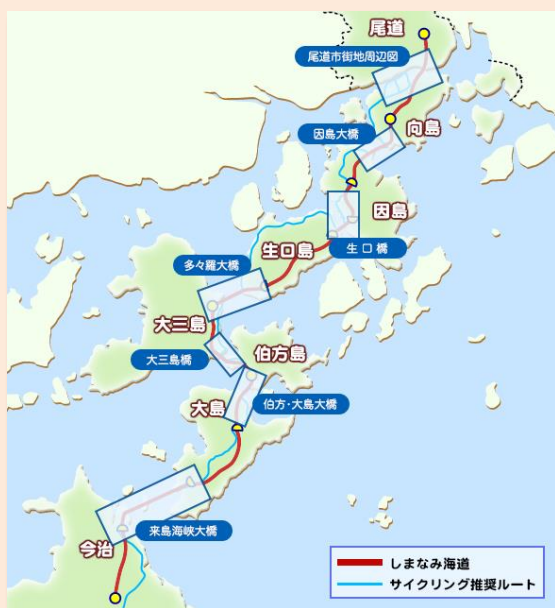 尾道
尾道市街地周辺図
因島大橋
向島
因島
生口橋
生口島
多々羅大橋
大三島
伯方島
大三島橋
大島
伯方・大島大橋
来島海峡大橋
今治
しまなみ海道
サイクリング推奨ルート